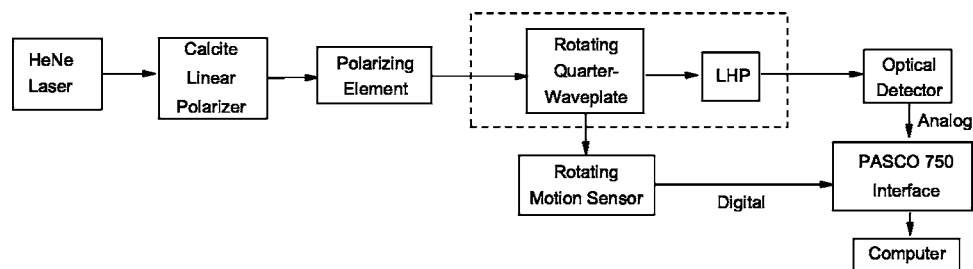 HeNe
Laser
Calcite
Linear
Polarizer
Polarizing
Element
Rotating
Quarter-
Waveplate
LHP
Optical
Detector
Analog
Rotating
Motion Sensor
Digital
PASCO 750
Interface
Computer